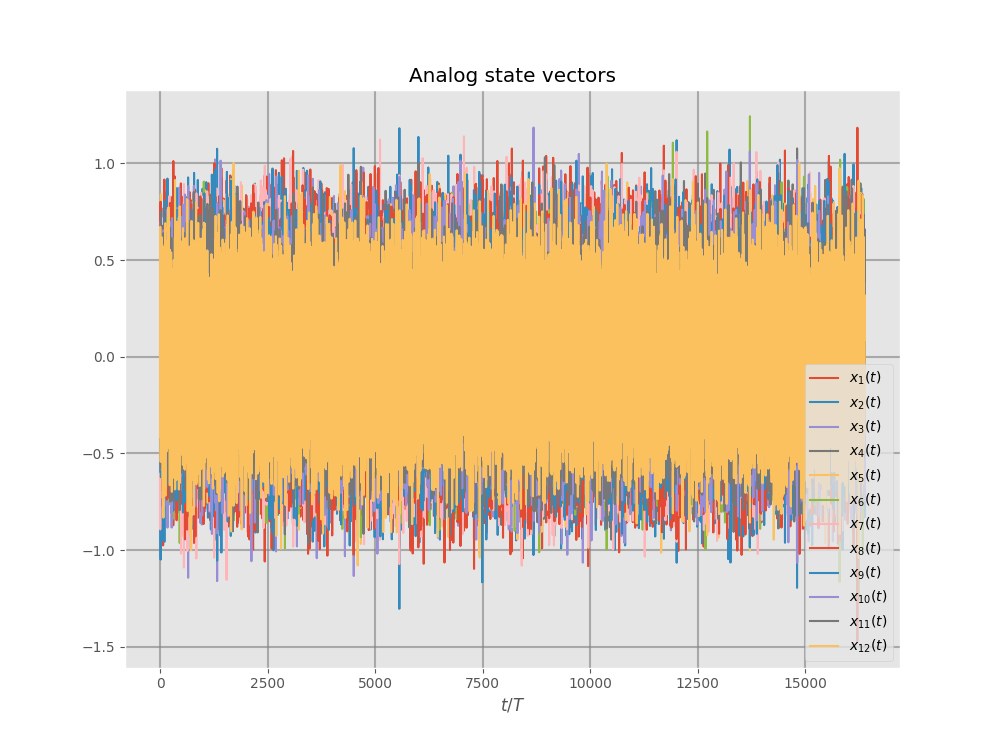 Analog state vectors
1.0
0.5
0.0
−0.5
−1.0
−1.5
0
2500
5000
7500
10000
12500
15000
t/T
x₁(t)
x₂(t)
x₃(t)
x₄(t)
x₅(t)
x₆(t)
x₇(t)
x₈(t)
x₉(t)
x₁₀(t)
x₁₁(t)
x₁₂(t)